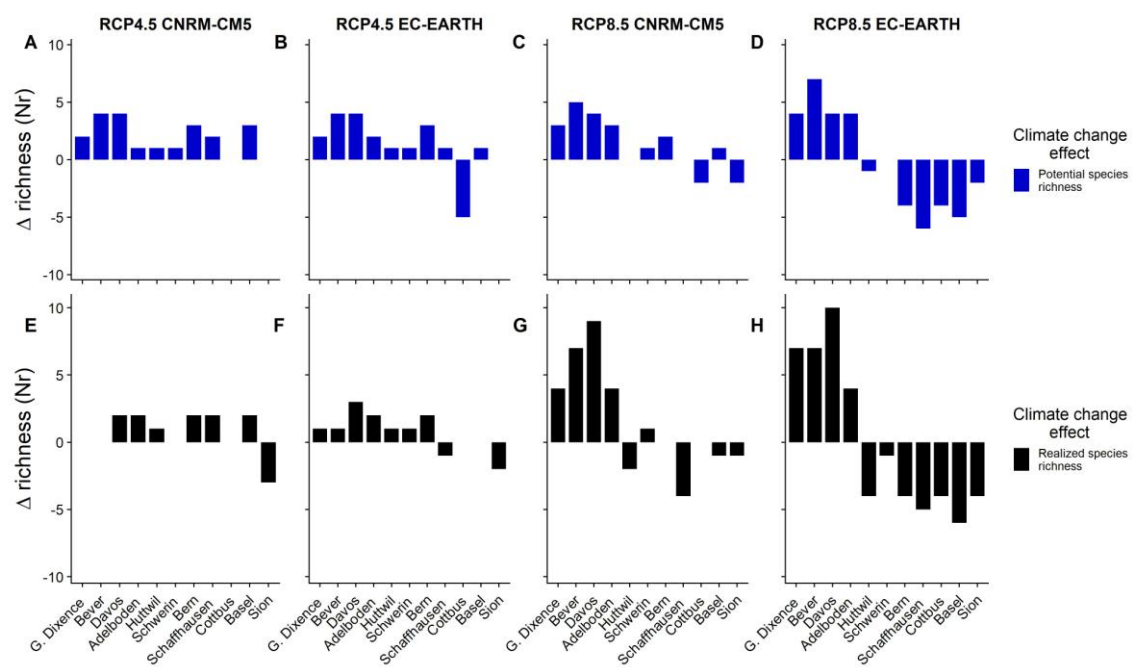 RCP4.5 CNRM-CM5
RCP4.5 EC-EARTH
RCP8.5 CNRM-CM5
RCP8.5 EC-EARTH
A
B
C
D
10
5
0
-5
-10
Δ richness (Nr)
Climate change
effect
Potential species
richness
E
F
G
H
10
5
0
-5
-10
Δ richness (Nr)
Climate change
effect
Realized species
richness
G. Dixence
Bever
Davos
Adelboden
Huttwil
Schwerin
Bern
Schaffhausen
Cottbus
Basel
Sion
G. Dixence
Bever
Davos
Adelboden
Huttwil
Schwerin
Bern
Schaffhausen
Cottbus
Basel
Sion
G. Dixence
Bever
Davos
Adelboden
Huttwil
Schwerin
Bern
Schaffhausen
Cottbus
Basel
Sion
G. Dixence
Bever
Davos
Adelboden
Huttwil
Schwerin
Bern
Schaffhausen
Cottbus
Basel
Sion